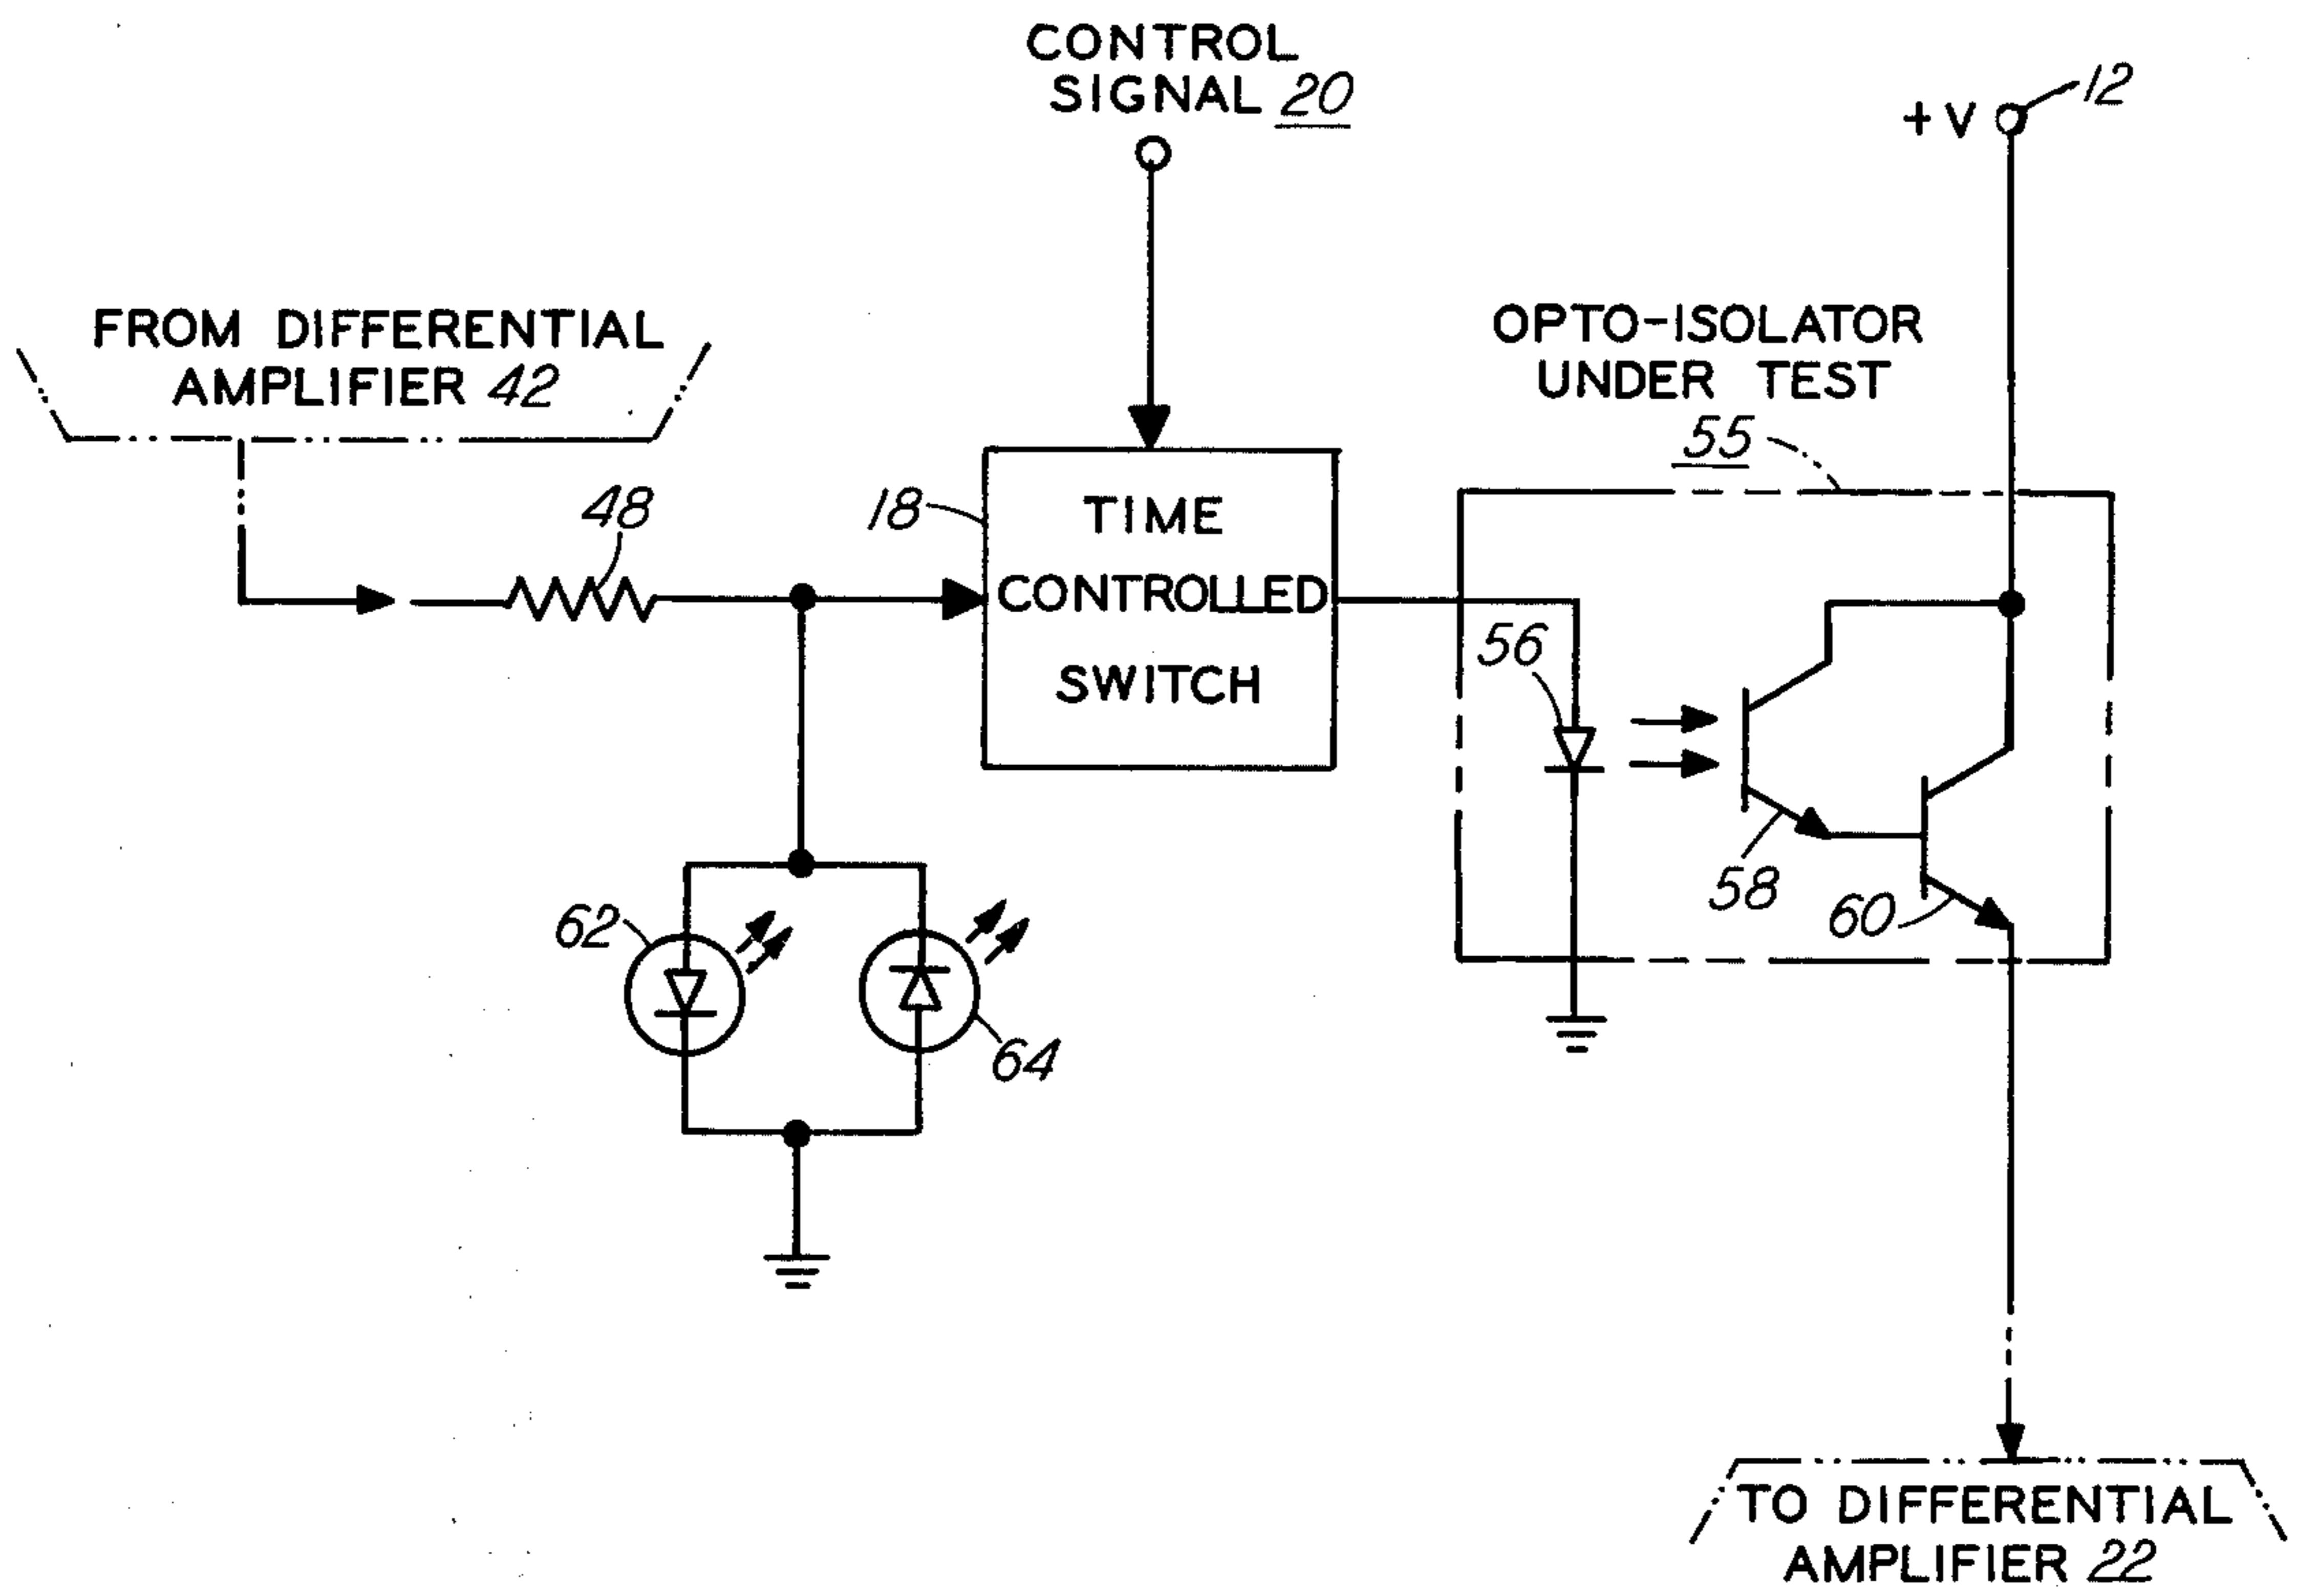 CONTROL
SIGNAL 20
+V
12
FROM DIFFERENTIAL
AMPLIFIER 42
OPTO-ISOLATOR
UNDER TEST
55
48
18
TIME
CONTROLLED
SWITCH
56
58
60
62
64
TO DIFFERENTIAL
AMPLIFIER 22